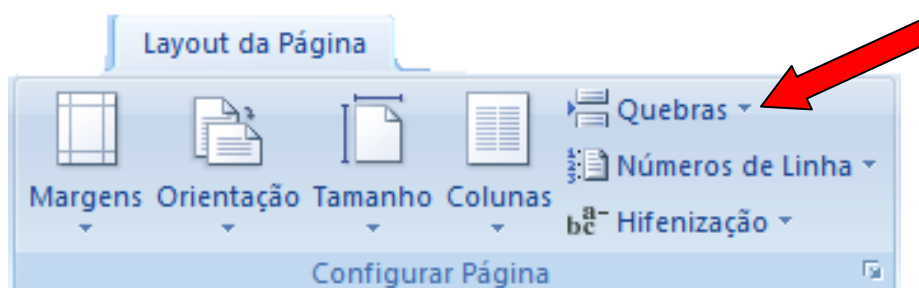 Layout da Página
Quebras
Números de Linha
Margens Orientação Tamanho Colunas
Hifenização
Configurar Página